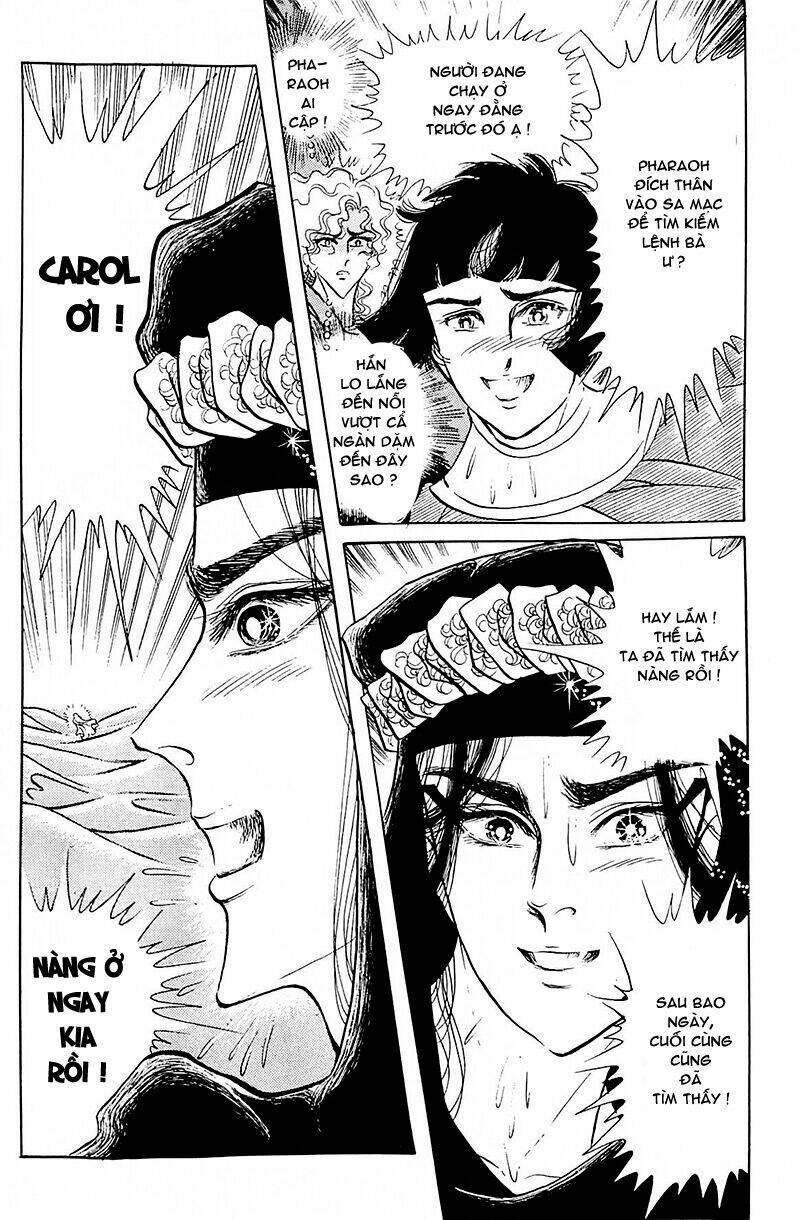 PHARAOH
ĐÍCH THÂN
VÀO SA MẠC
ĐỂ TÌM KIẾM
LỆNH BÀ
Ư ?
NGƯỜI ĐANG
CHẠY Ở
NGAY ĐẰNG
TRƯỚC ĐÓ Ạ !
PHA-
RAOH
AI
CẬP !
HẮN
LO LẮNG
ĐẾN NỖI
VƯỢT CẢ
NGÀN DẶM
ĐẾN ĐÂY
SAO ?
HAY LẮM !
THẾ LÀ
TA ĐÃ TÌM THẤY
NÀNG RỒI !
SAU BAO
NGÀY,
CUỐI CÙNG
CŨNG
ĐÃ
TÌM THẤY !
CAROL
ƠI !
NÀNG Ở
NGAY
KIA
RỒI !